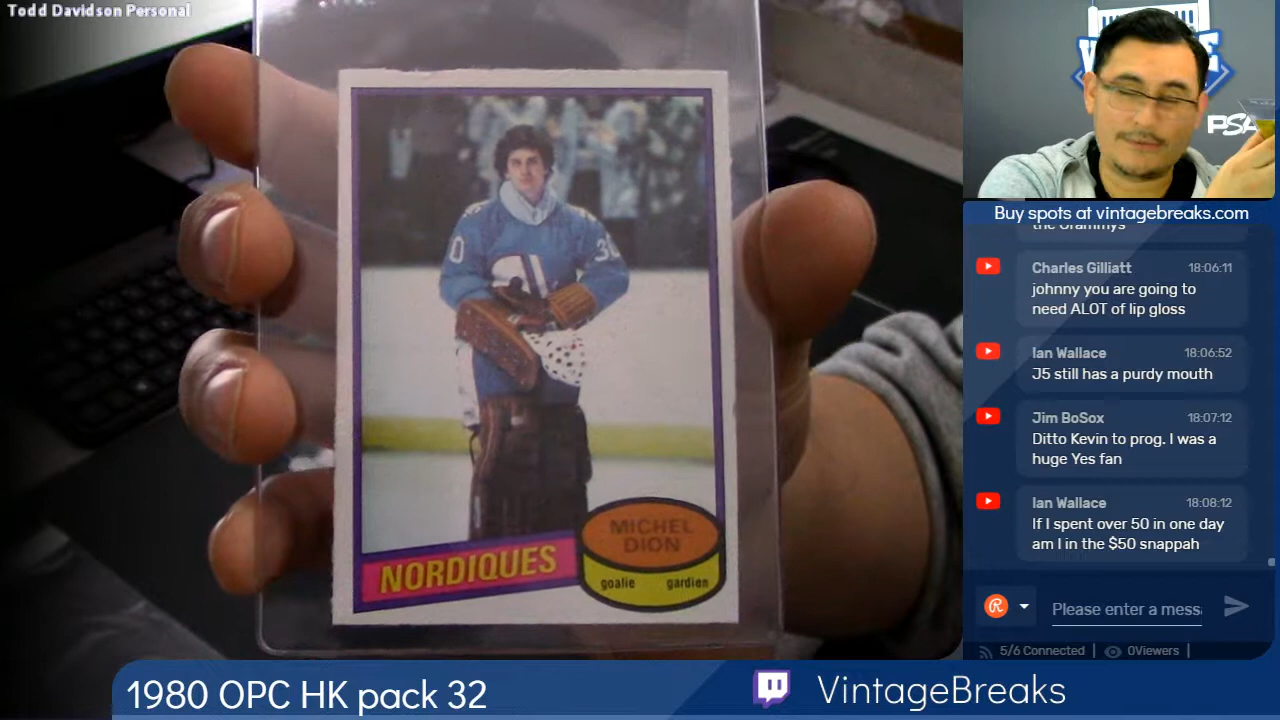 Todd Davidson Personal
30
30
NORDIQUES
MICHEL
DION
goalie gardien
PSA
Buy spots at vintagebreaks.com
the Grammys
Charles Gilliatt 18:06:11
johnny you are going to
need ALOT of lip gloss
Ian Wallace 18:06:52
J5 still has a purdy mouth
Jim BoSox 18:07:12
Ditto Kevin to prog. I was a
huge Yes fan
Ian Wallace 18:08:12
If I spent over 50 in one day
am I in the $50 snappah
Please enter a messa
5/6 Connected | 0Viewers |
1980 OPC HK pack 32
VintageBreaks